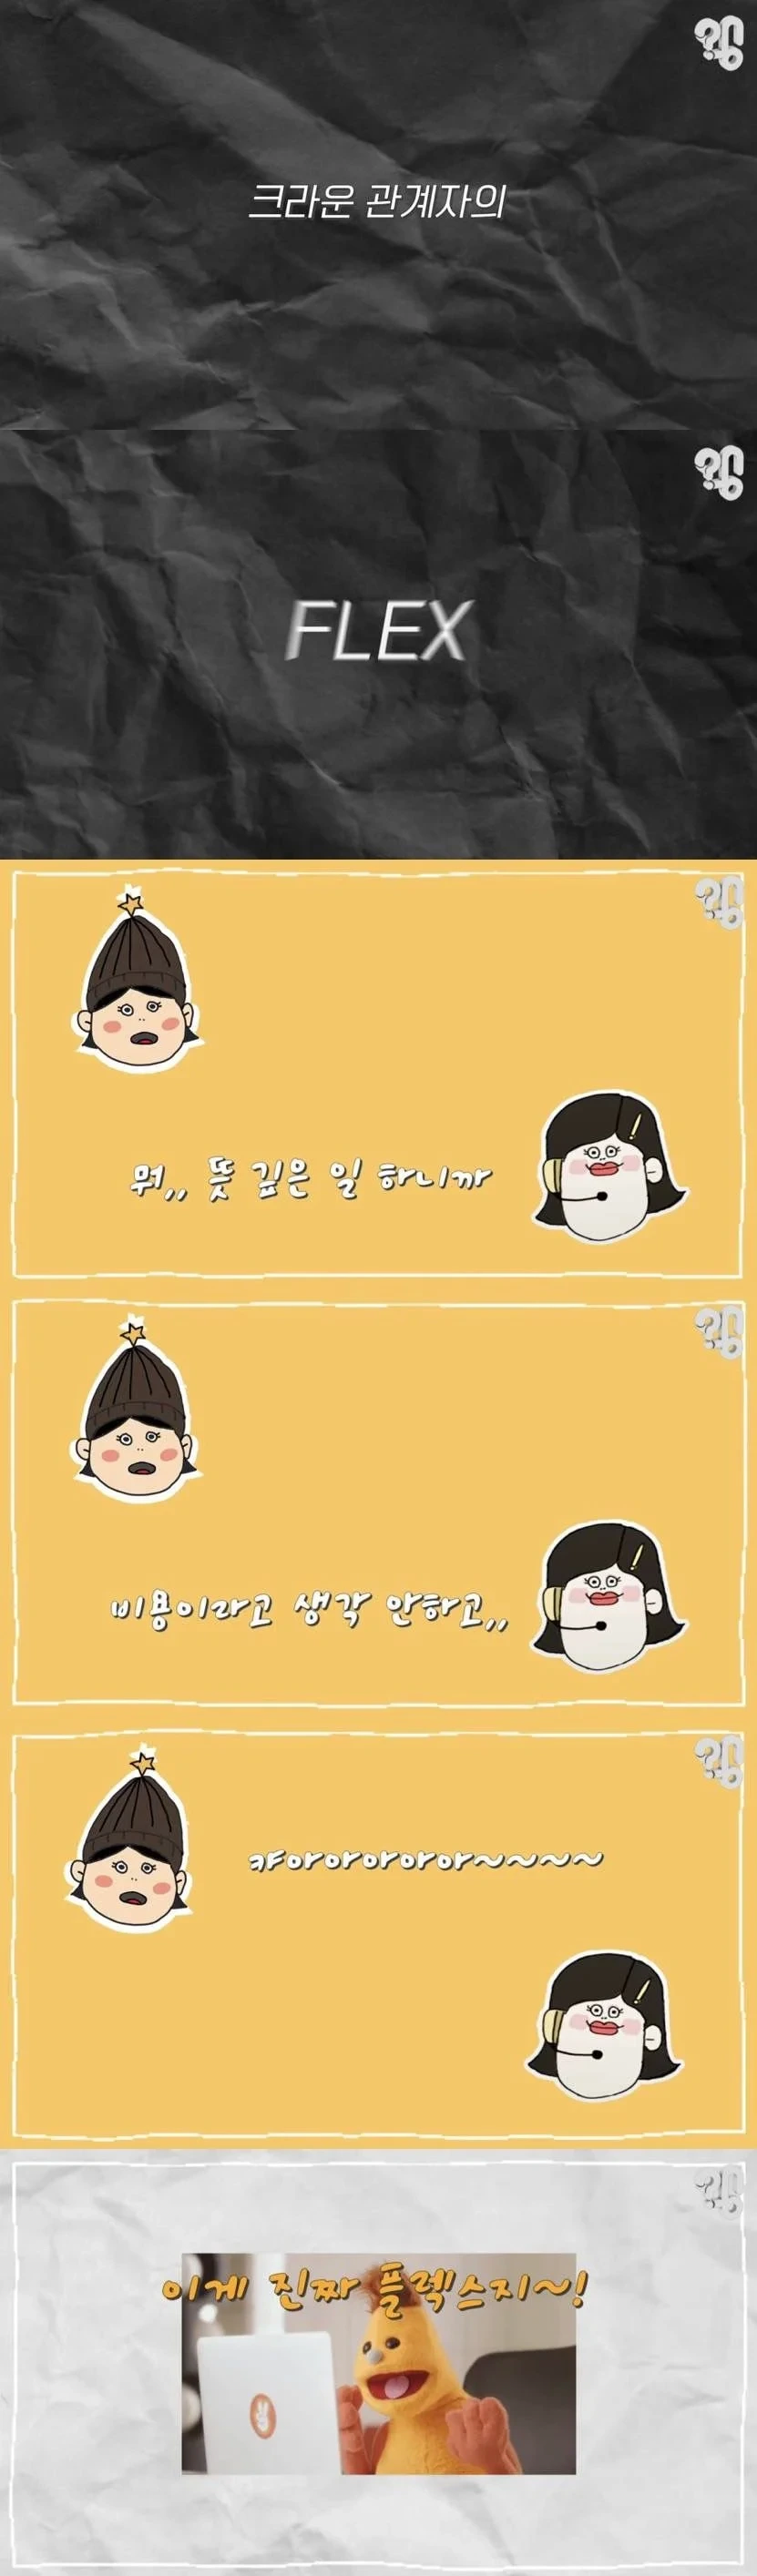 크라운 관계자의
FLEX
뭐,, 뜻 깊은 일 하니까
비용이라고 생각 안하고,,
캬아아아아아아~~~~
이게 진짜 플렉스지~!